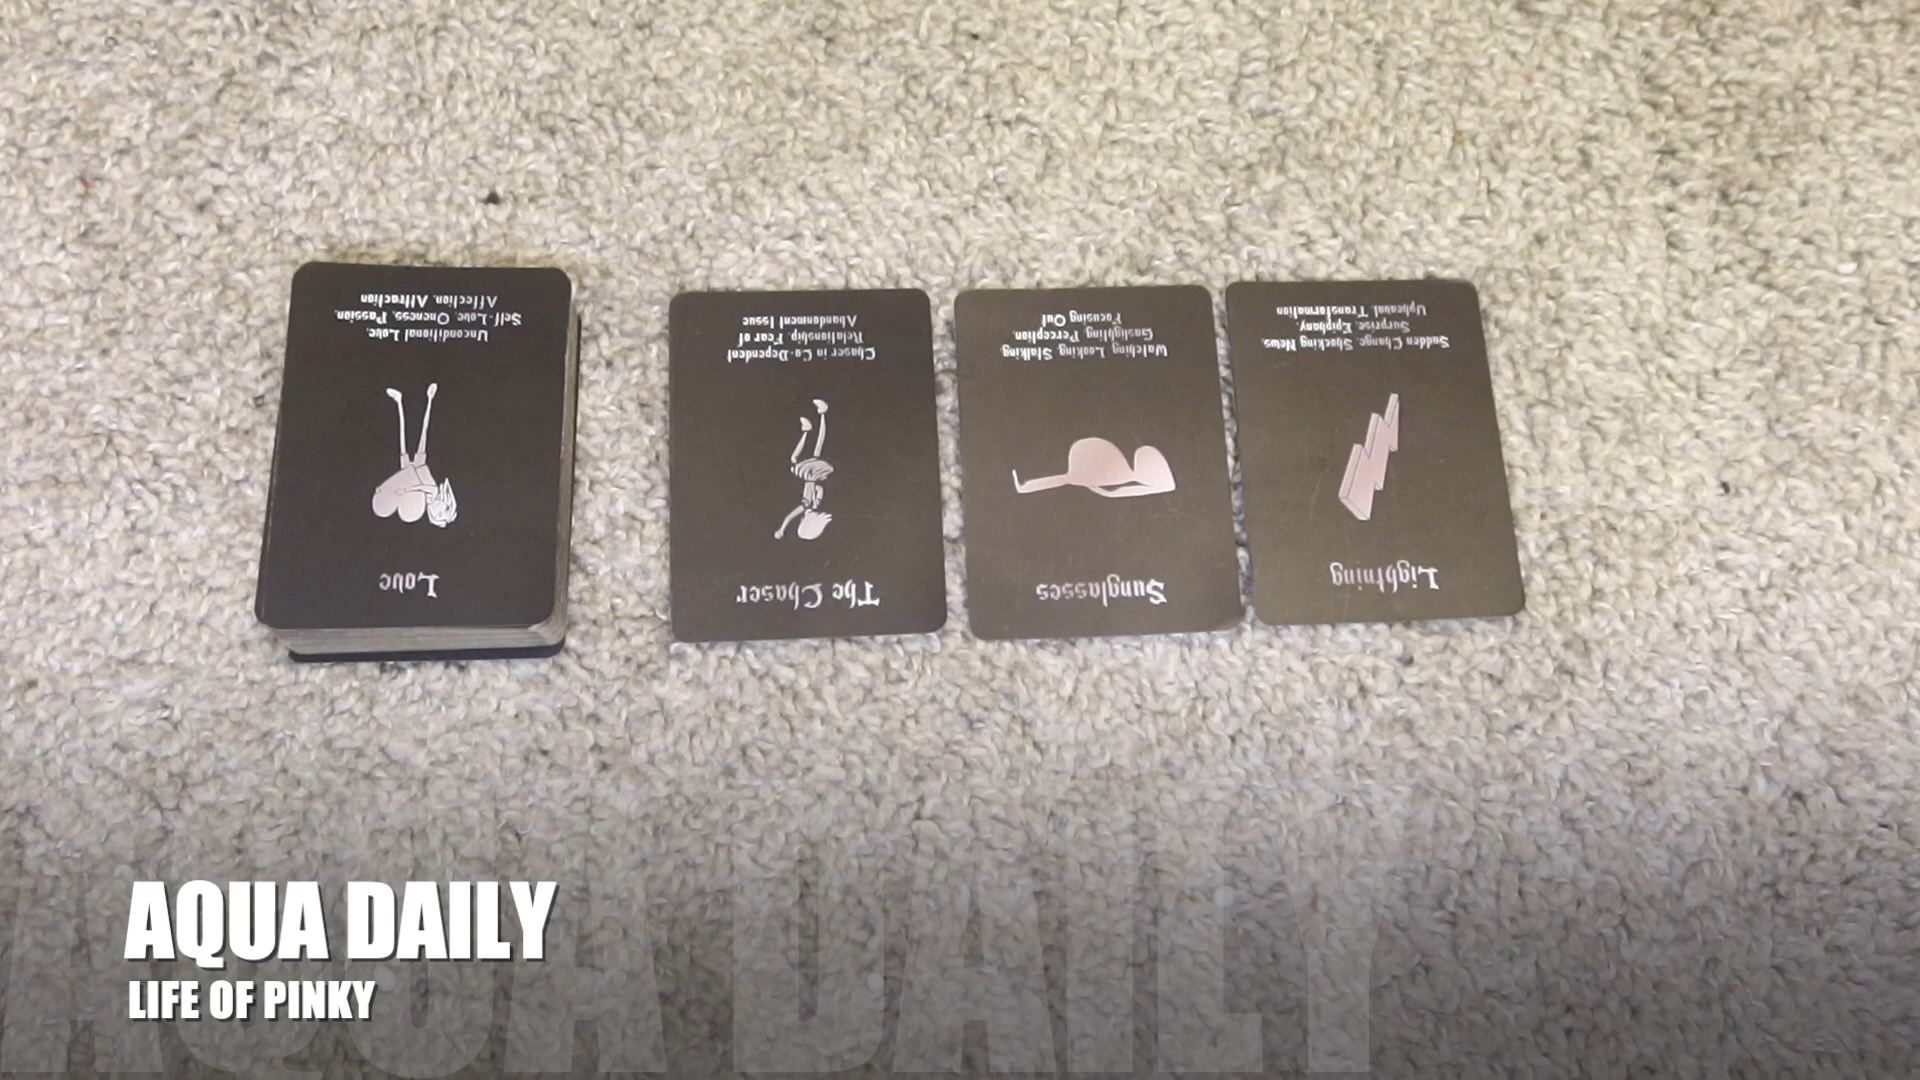 Love
Unconditional Love,
Self-Love, Oneness, Passion,
Affection, Attraction
The Chaser
Chaser in Co-Dependent
Relationship, Fear of
Abandonment Issue
Sunglasses
Watching, Looking, Stalking
Gaslighting, Perception,
Focusing Out
Lightning
Sudden Change, Shocking News,
Surprise, Epiphany,
Upheaval, Transformation
AQUA DAILY
LIFE OF PINKY
AQUA DAILY